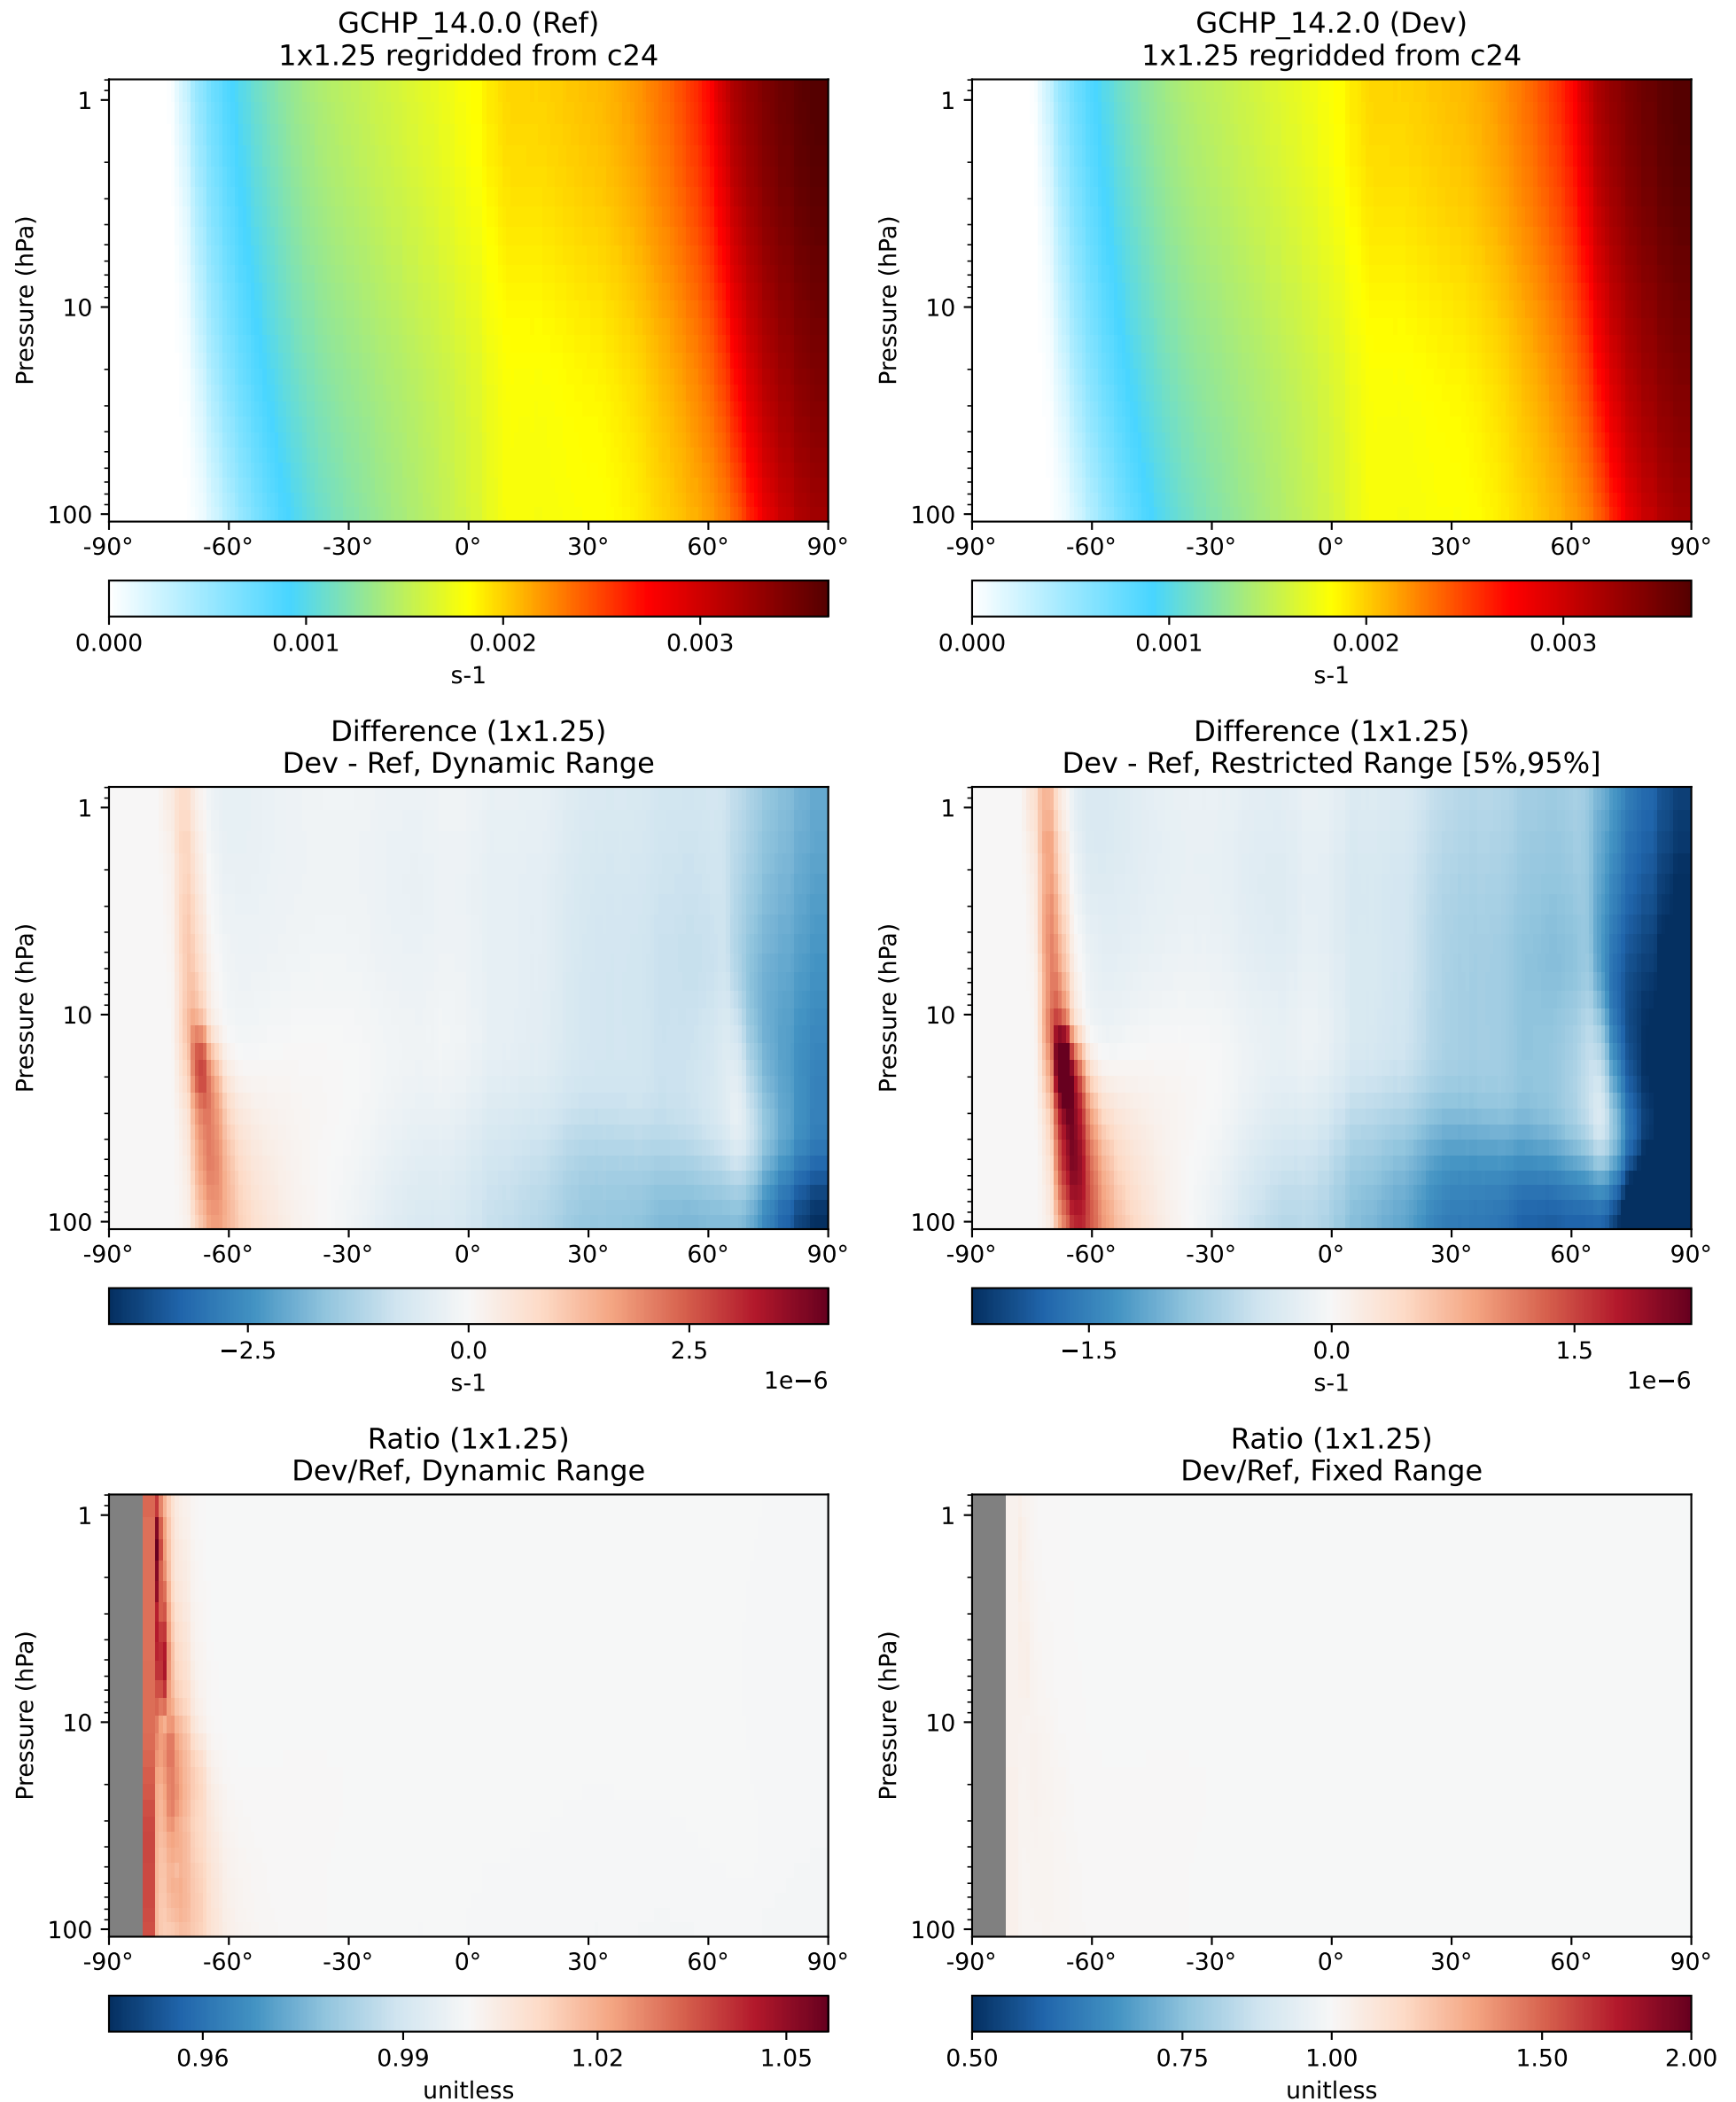 GCHP_14.0.0 (Ref)
1x1.25 regridded from c24
GCHP_14.2.0 (Dev)
1x1.25 regridded from c24
Pressure (hPa)
1
10
100
-90° -60° -30° 0° 30° 60° 90°
0.000 0.001 0.002 0.003
s-1
Pressure (hPa)
1
10
100
-90° -60° -30° 0° 30° 60° 90°
0.000 0.001 0.002 0.003
s-1
Difference (1x1.25)
Dev - Ref, Dynamic Range
Pressure (hPa)
1
10
100
-90° -60° -30° 0° 30° 60° 90°
−2.5 0.0 2.5
s-1
1e−6
Difference (1x1.25)
Dev - Ref, Restricted Range [5%,95%]
Pressure (hPa)
1
10
100
-90° -60° -30° 0° 30° 60° 90°
−1.5 0.0 1.5
s-1
1e−6
Ratio (1x1.25)
Dev/Ref, Dynamic Range
Pressure (hPa)
1
10
100
-90° -60° -30° 0° 30° 60° 90°
0.96 0.99 1.02 1.05
unitless
Ratio (1x1.25)
Dev/Ref, Fixed Range
Pressure (hPa)
1
10
100
-90° -60° -30° 0° 30° 60° 90°
0.50 0.75 1.00 1.50 2.00
unitless